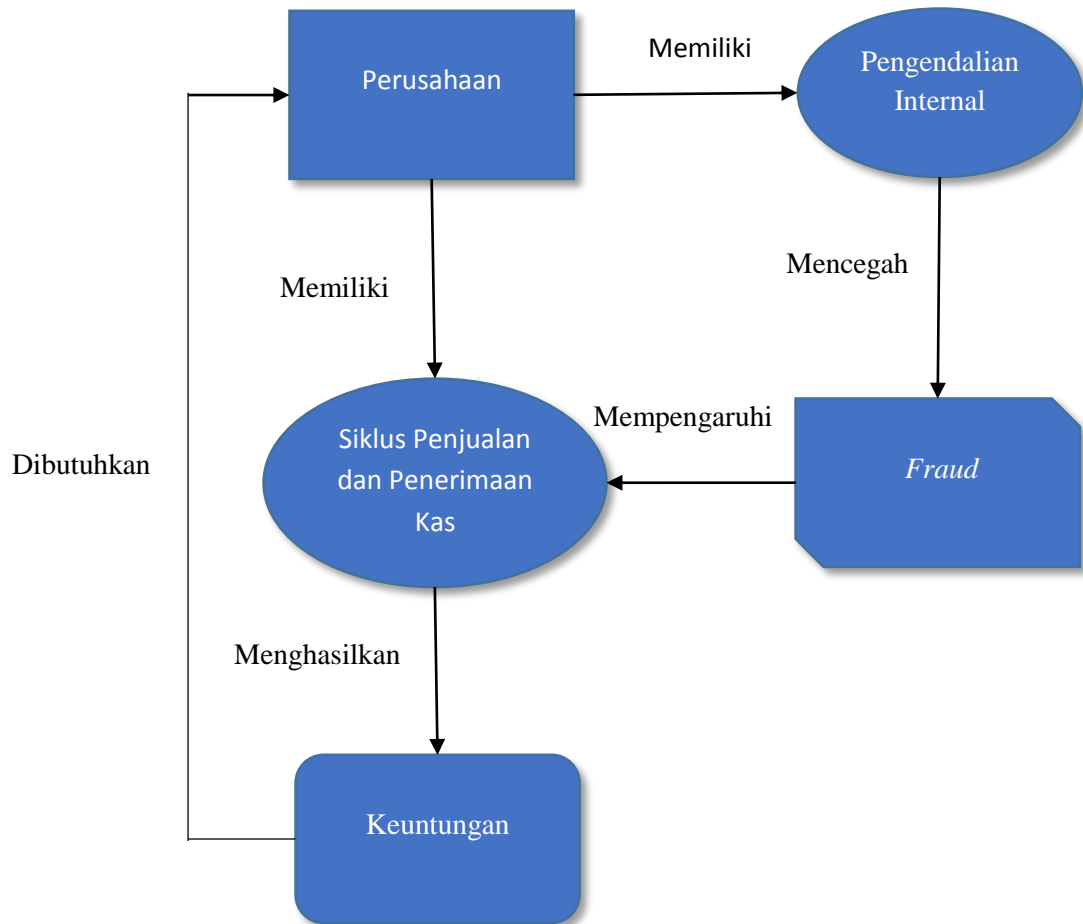 Memiliki
Perusahaan
Pengendalian
Internal
Memiliki
Mencegah
Siklus Penjualan
dan Penerimaan
Kas
Mempengaruhi
Fraud
Dibutuhkan
Menghasilkan
Keuntungan